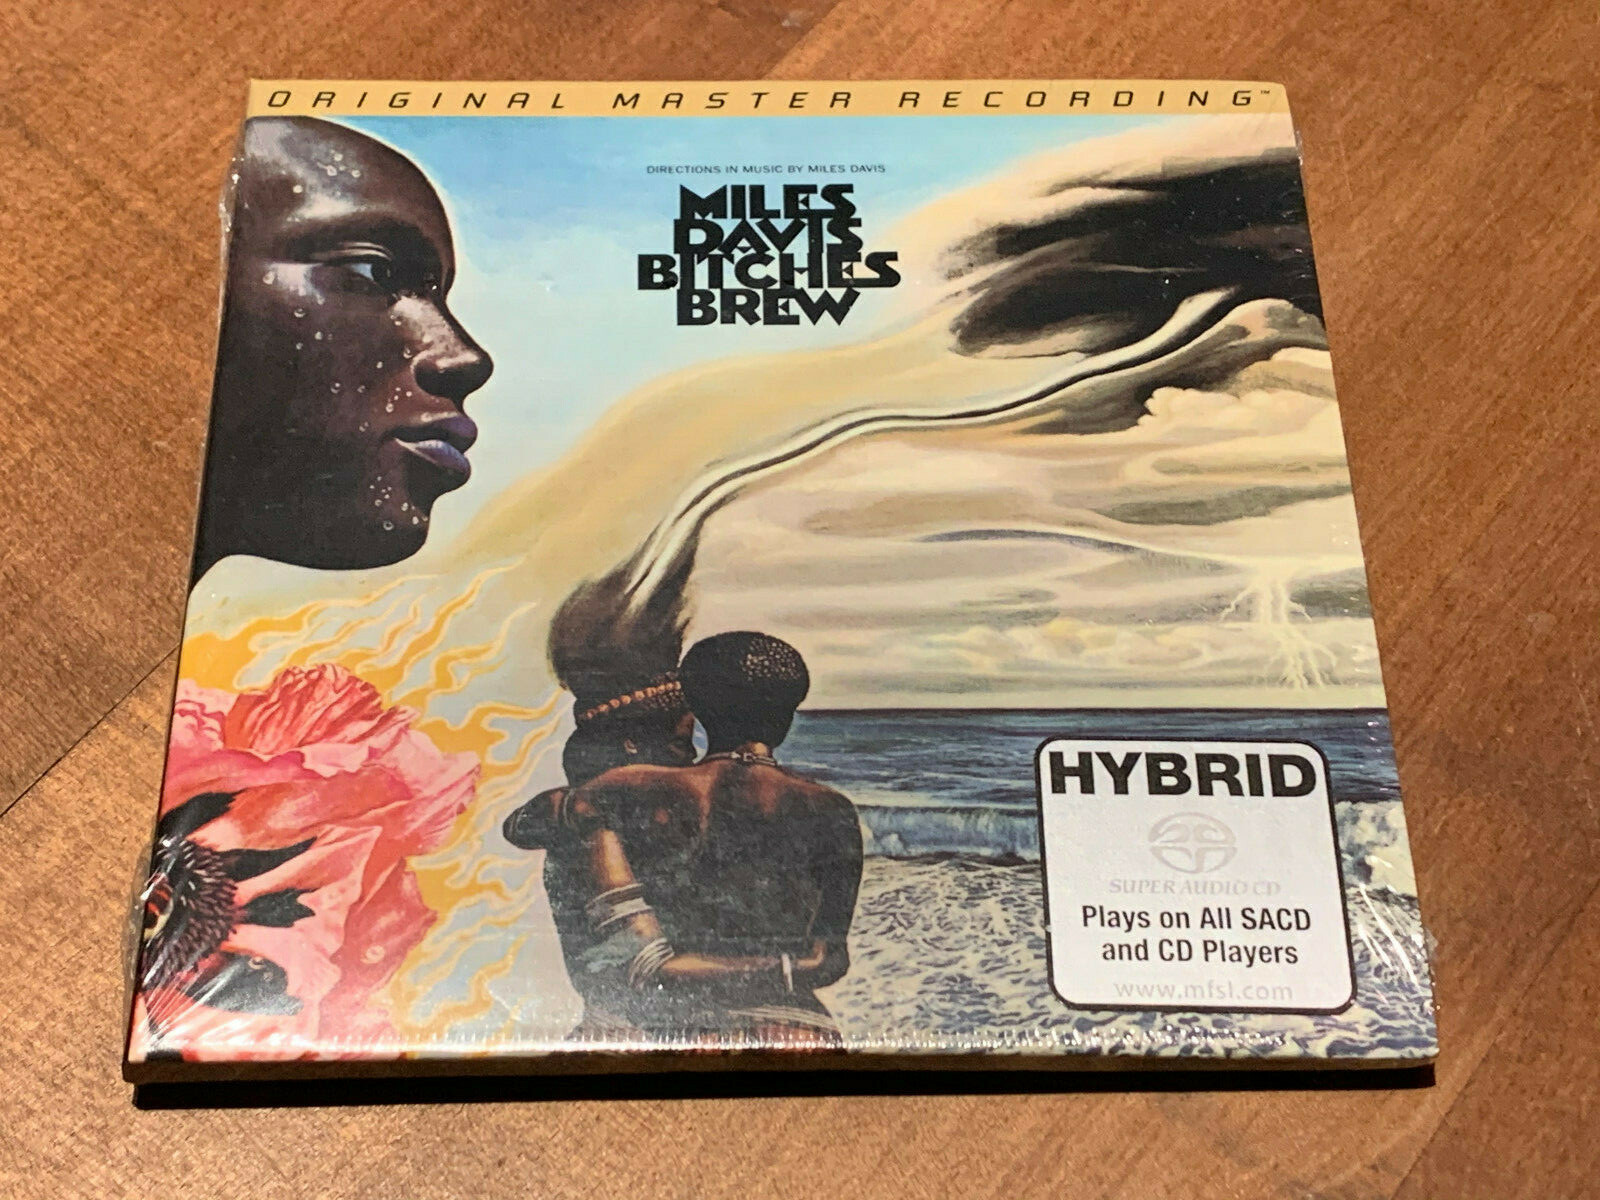 ORIGINAL MASTER RECORDING™
DIRECTIONS IN MUSIC BY MILES DAVIS
MILES
DAVIS
BITCHES
BREW
HYBRID
SUPER AUDIO CD
Plays on All SACD
and CD Players
www.mfsl.com